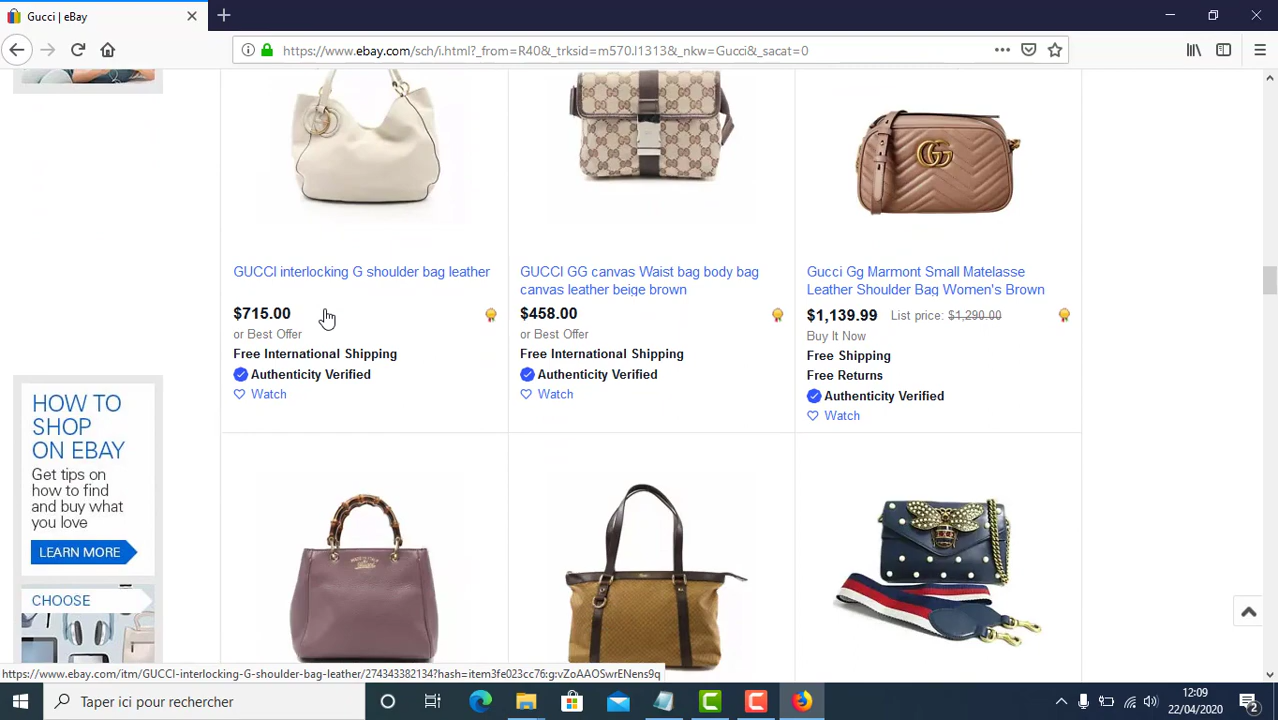 Gucci | eBay
https://www.ebay.com/sch/i.html?_from=R40&_trksid=m570.l1313&_nkw=Gucci&_sacat=0
GUCCI interlocking G shoulder bag leather
$715.00
or Best Offer
Free International Shipping
Authenticity Verified
Watch
GUCCI GG canvas Waist bag body bag
canvas leather beige brown
$458.00
or Best Offer
Free International Shipping
Authenticity Verified
Watch
Gucci Gg Marmont Small Matelasse
Leather Shoulder Bag Women's Brown
$1,139.99 List price: $1,290.00
Buy It Now
Free Shipping
Free Returns
Authenticity Verified
Watch
HOW TO
SHOP
ON EBAY
Get tips on
how to find
and buy what
you love
LEARN MORE
CHOOSE
https://www.ebay.com/itm/GUCCI-interlocking-G-shoulder-bag-leather/274343382134?hash=item3fe023cc76:g:vZoAAOSwrENens9q
Taper ici pour rechercher
12:09
22/04/2020
2